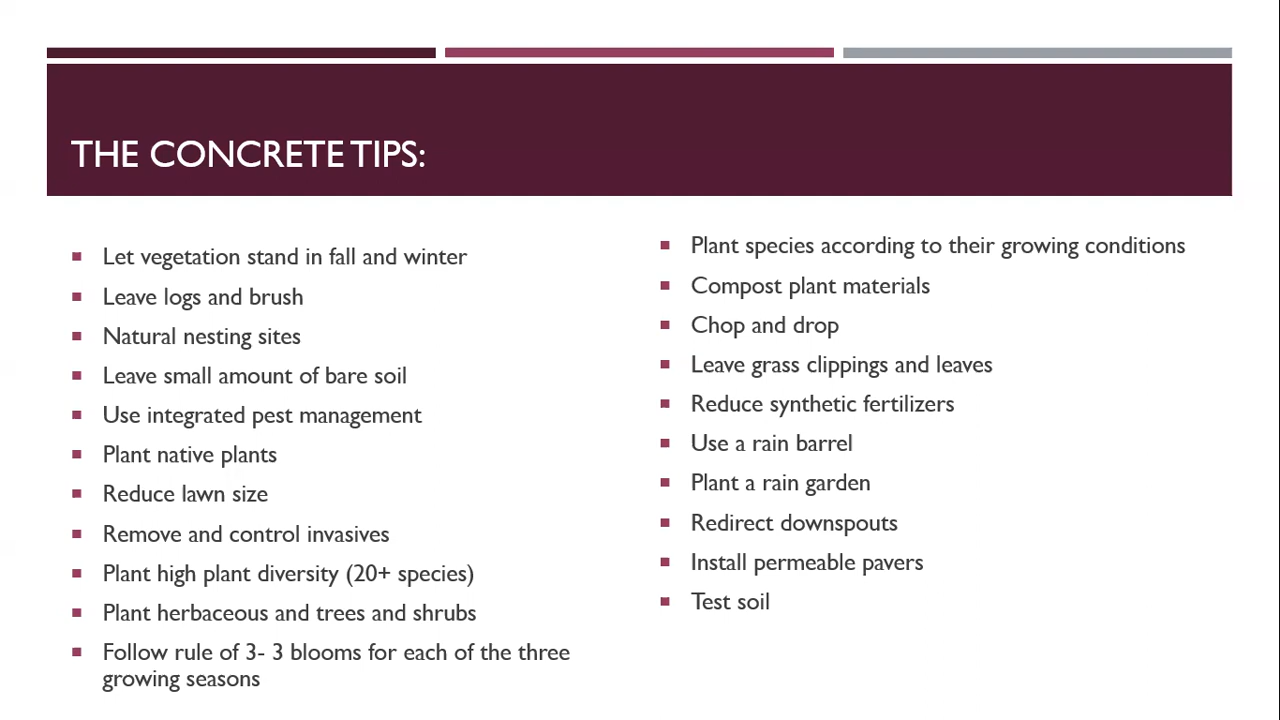 THE CONCRETE TIPS:
Let vegetation stand in fall and winter
Leave logs and brush
Natural nesting sites
Leave small amount of bare soil
Use integrated pest management
Plant native plants
Reduce lawn size
Remove and control invasives
Plant high plant diversity (20+ species)
Plant herbaceous and trees and shrubs
Follow rule of 3- 3 blooms for each of the three
growing seasons
Plant species according to their growing conditions
Compost plant materials
Chop and drop
Leave grass clippings and leaves
Reduce synthetic fertilizers
Use a rain barrel
Plant a rain garden
Redirect downspouts
Install permeable pavers
Test soil